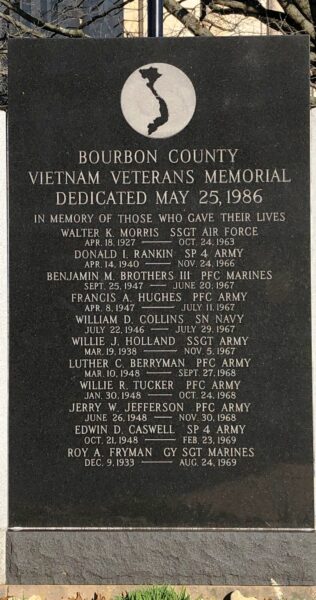 BOURBON COUNTY
VIETNAM VETERANS MEMORIAL
DEDICATED MAY 25, 1986
IN MEMORY OF THOSE WHO GAVE THEIR LIVES
WALTER K. MORRIS SSGT AIR FORCE
APR. 18, 1927 —— OCT. 24, 1963
DONALD I. RANKIN SP 4 ARMY
APR. 14, 1940 —— NOV. 24, 1966
BENJAMIN M. BROTHERS III PFC MARINES
SEPT. 25, 1947 —— JUNE 20, 1967
FRANCIS A. HUGHES PFC ARMY
APR. 8, 1947 —— JULY 11, 1967
WILLIAM D. COLLINS SN NAVY
JULY 22, 1946 —— JULY 29, 1967
WILLIE J. HOLLAND SSGT ARMY
MAR. 19, 1938 —— NOV. 5, 1967
LUTHER C. BERRYMAN PFC ARMY
MAR. 10, 1948 —— SEPT. 27, 1968
WILLIE R. TUCKER PFC ARMY
JAN. 30, 1948 —— OCT. 24, 1968
JERRY W. JEFFERSON PFC ARMY
JUNE 26, 1948 —— NOV. 30, 1968
EDWIN D. CASWELL SP 4 ARMY
OCT. 21, 1948 —— FEB. 23, 1969
ROY A. FRYMAN GY SGT MARINES
DEC. 9, 1933 —— AUG. 24, 1969